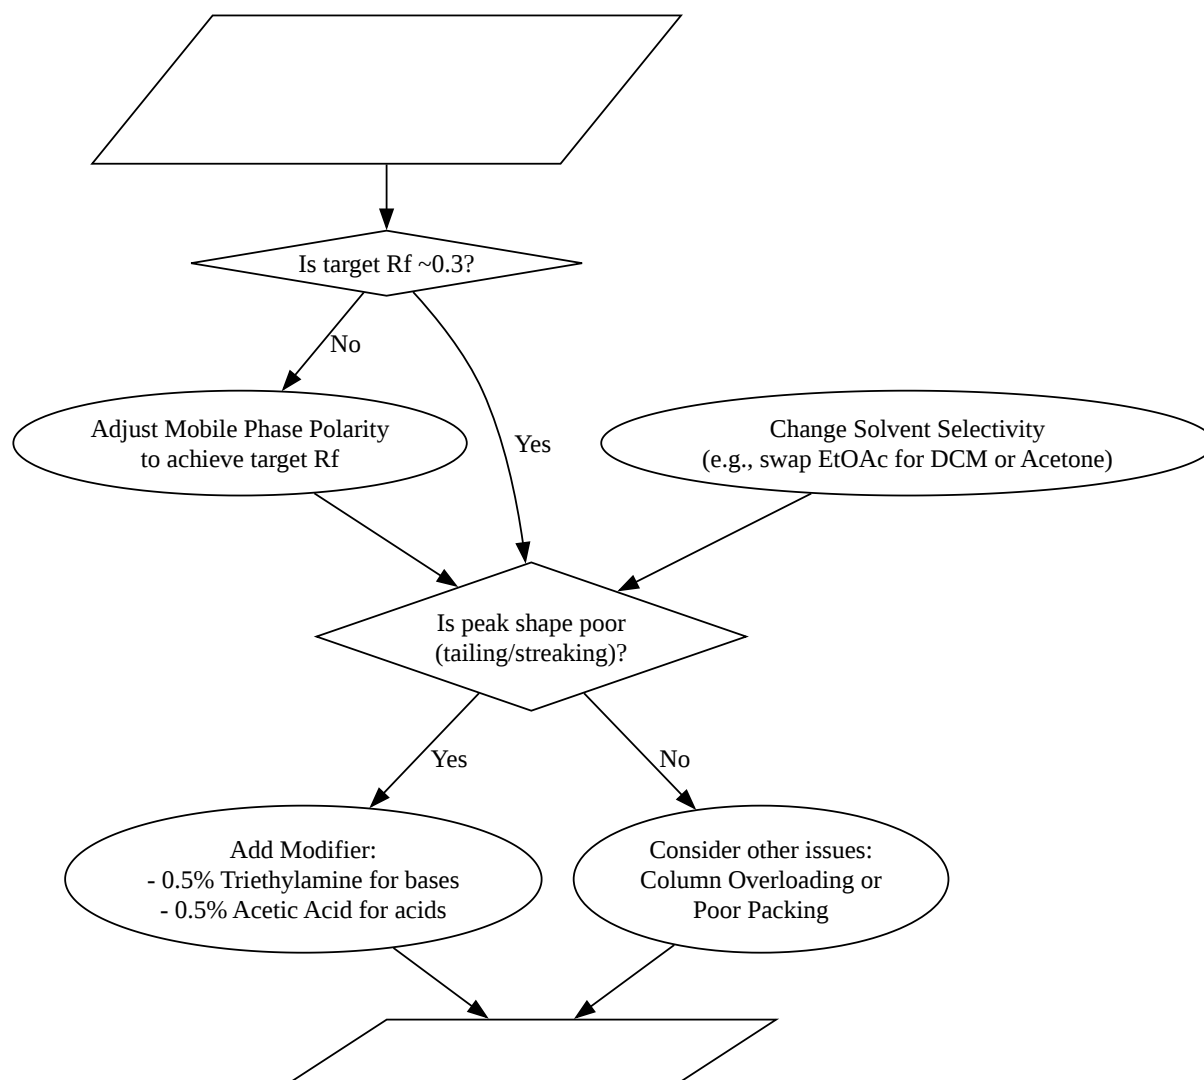 Is target Rf ~0.3?
No
Adjust Mobile Phase Polarity
to achieve target Rf
Yes
Change Solvent Selectivity
(e.g., swap EtOAc for DCM or Acetone)
Is peak shape poor
(tailing/streaking)?
Yes
No
Add Modifier:
- 0.5% Triethylamine for bases
- 0.5% Acetic Acid for acids
Consider other issues:
Column Overloading or
Poor Packing